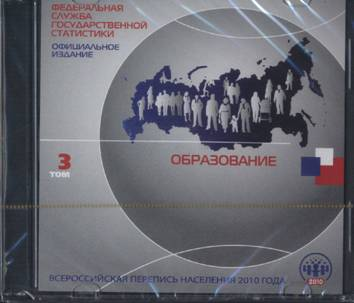 ФЕДЕРАЛЬНАЯ
СЛУЖБА
ГОСУДАРСТВЕННОЙ
СТАТИСТИКИ
ОФИЦИАЛЬНОЕ
ИЗДАНИЕ
ОБРАЗОВАНИЕ
3
ТОМ
ВСЕРОССИЙСКАЯ ПЕРЕПИСЬ НАСЕЛЕНИЯ 2010 ГОДА
2010